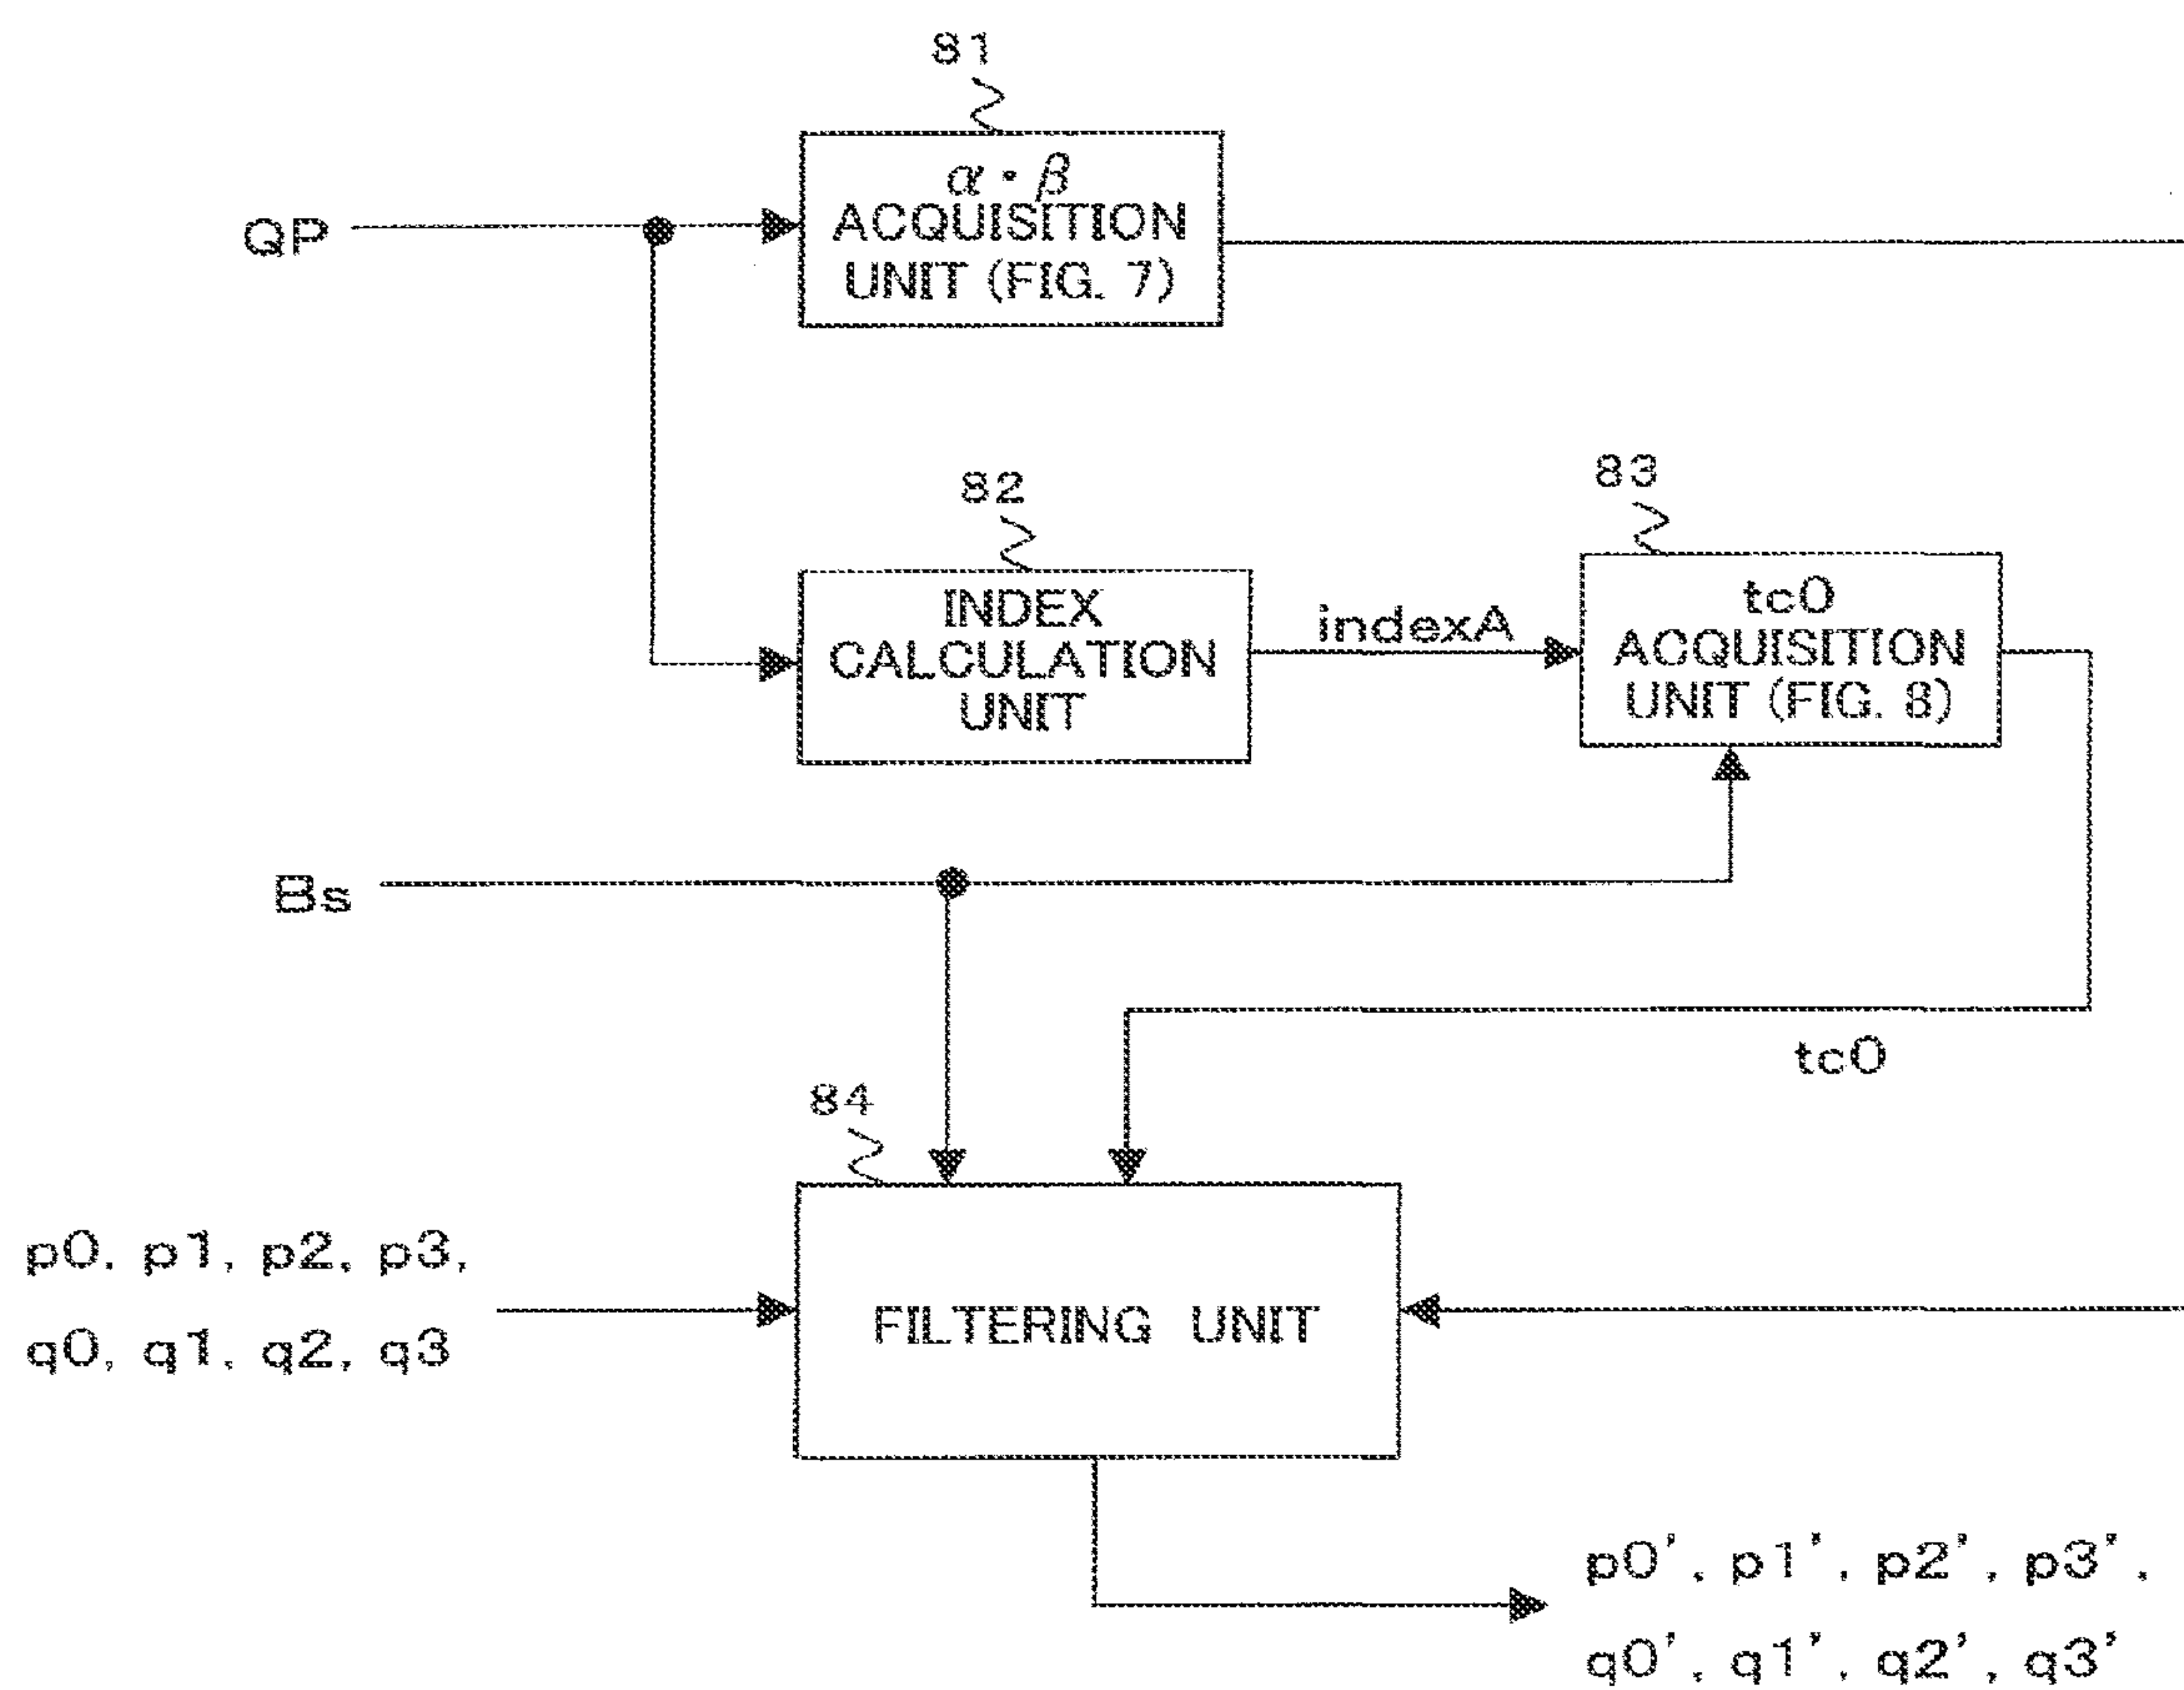 81
α・β
ACQUISITION
UNIT (FIG. 7)
QP
82
INDEX
CALCULATION
UNIT
indexA
83
tc0
ACQUISITION
UNIT (FIG. 8)
Bs
tc0
84
p0, p1, p2, p3,
q0, q1, q2, q3
FILTERING UNIT
p0', p1', p2', p3',
q0', q1', q2', q3'